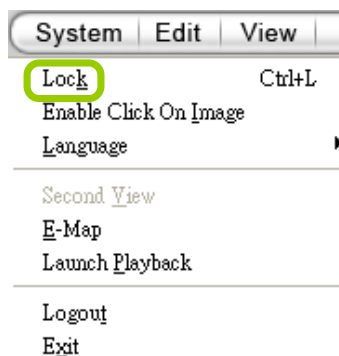 System Edit View
Lock Ctrl+L
Enable Click On Image
Language
Second View
E-Map
Launch Playback
Logout
Exit